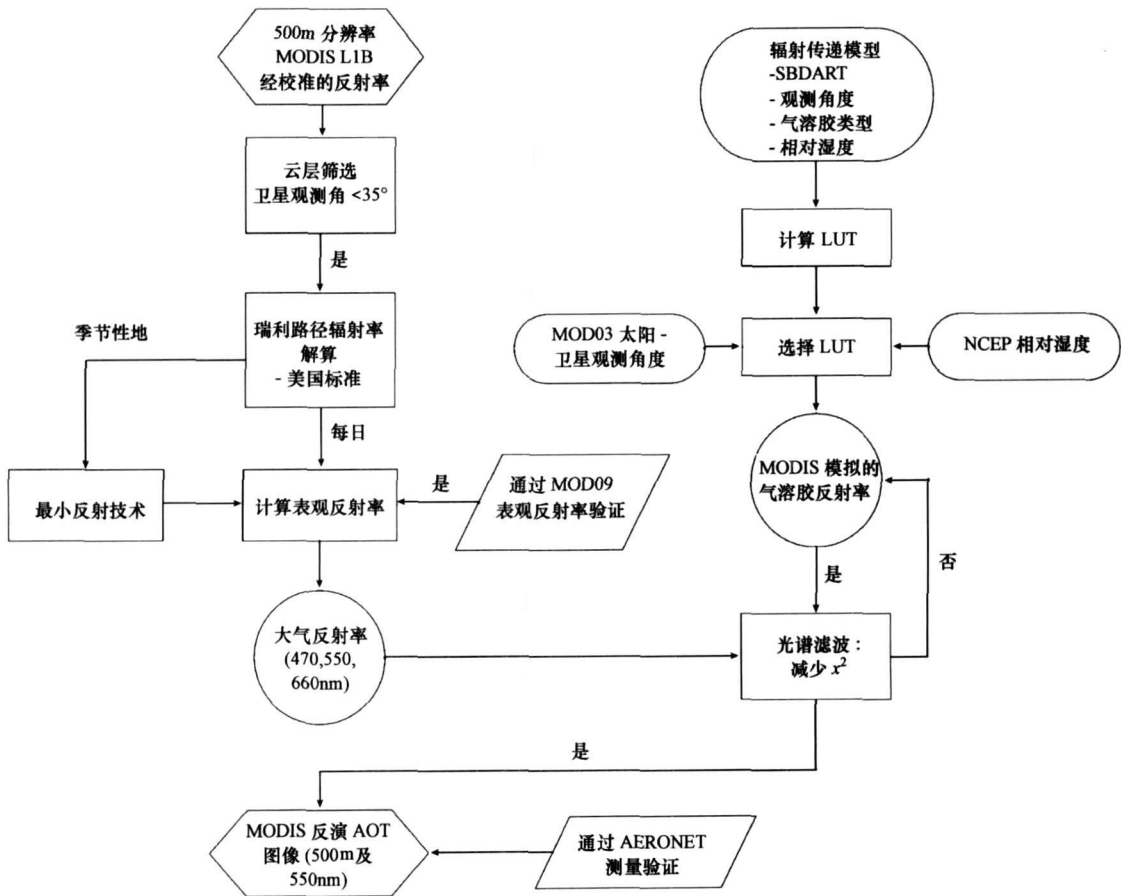 500m 分辨率
MODIS L1B
经校准的反射率
云层筛选
卫星观测角 <35°
是
瑞利路径辐射率
解算
- 美国标准
季节性地
每日
最小反射技术
计算表观反射率
是
通过 MOD09
表观反射率验证
大气反射率
(470,550,
660nm)
辐射传递模型
-SBDART
- 观测角度
- 气溶胶类型
- 相对湿度
计算 LUT
MOD03 太阳 -
卫星观测角度
选择 LUT
NCEP 相对湿度
MODIS 模拟的
气溶胶反射率
是
否
光谱滤波：
减少 x²
是
MODIS 反演 AOT
图像 (500m 及
550nm)
通过 AERONET
测量验证